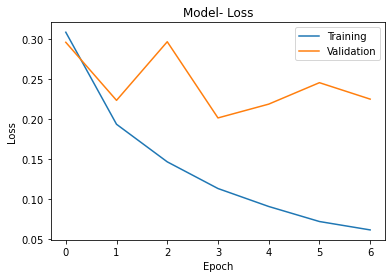 Model- Loss
Training
Validation
Loss
0.30
0.25
0.20
0.15
0.10
0.05
0 1 2 3 4 5 6
Epoch